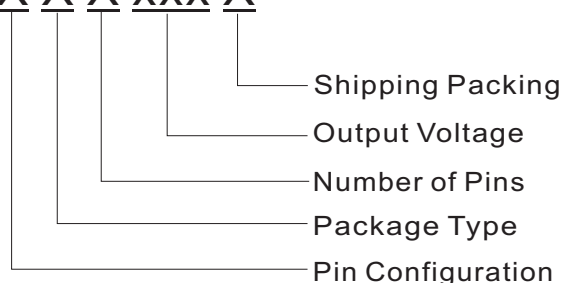 Shipping Packing
Output Voltage
Number of Pins
Package Type
Pin Configuration